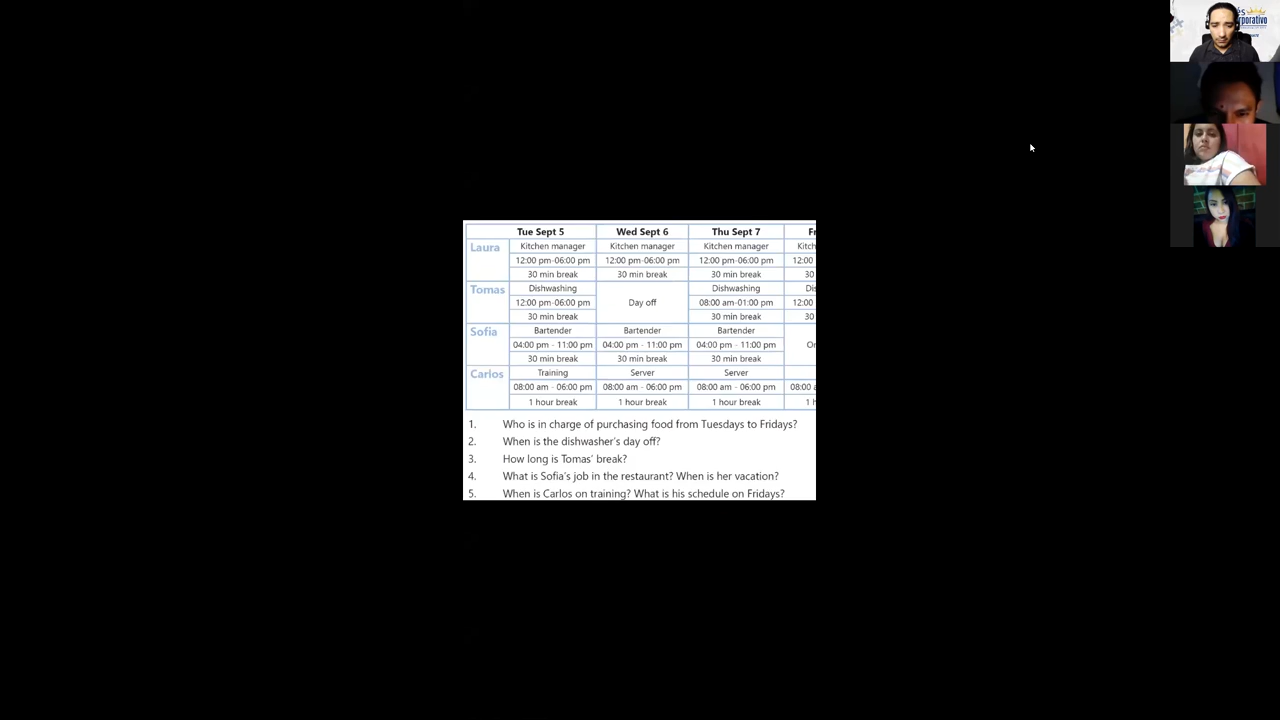 Tue Sept 5 Wed Sept 6 Thu Sept 7
Laura Kitchen manager Kitchen manager Kitchen manager
12:00 pm-06:00 pm 12:00 pm-06:00 pm 12:00 pm-06:00 pm 12:00
30 min break 30 min break 30 min break 30
Tomas Dishwashing Day off Dishwashing
12:00 pm-06:00 pm 08:00 am-01:00 pm 12:00
30 min break 30 min break 30
Sofia Bartender Bartender Bartender
04:00 pm - 11:00 pm 04:00 pm - 11:00 pm 04:00 pm - 11:00 pm
30 min break 30 min break 30 min break
Carlos Training Server Server
08:00 am - 06:00 pm 08:00 am - 06:00 pm 08:00 am - 06:00 pm 08:00
1 hour break 1 hour break 1 hour break 1
1. Who is in charge of purchasing food from Tuesdays to Fridays?
2. When is the dishwasher's day off?
3. How long is Tomas' break?
4. What is Sofia's job in the restaurant? When is her vacation?
5. When is Carlos on training? What is his schedule on Fridays?